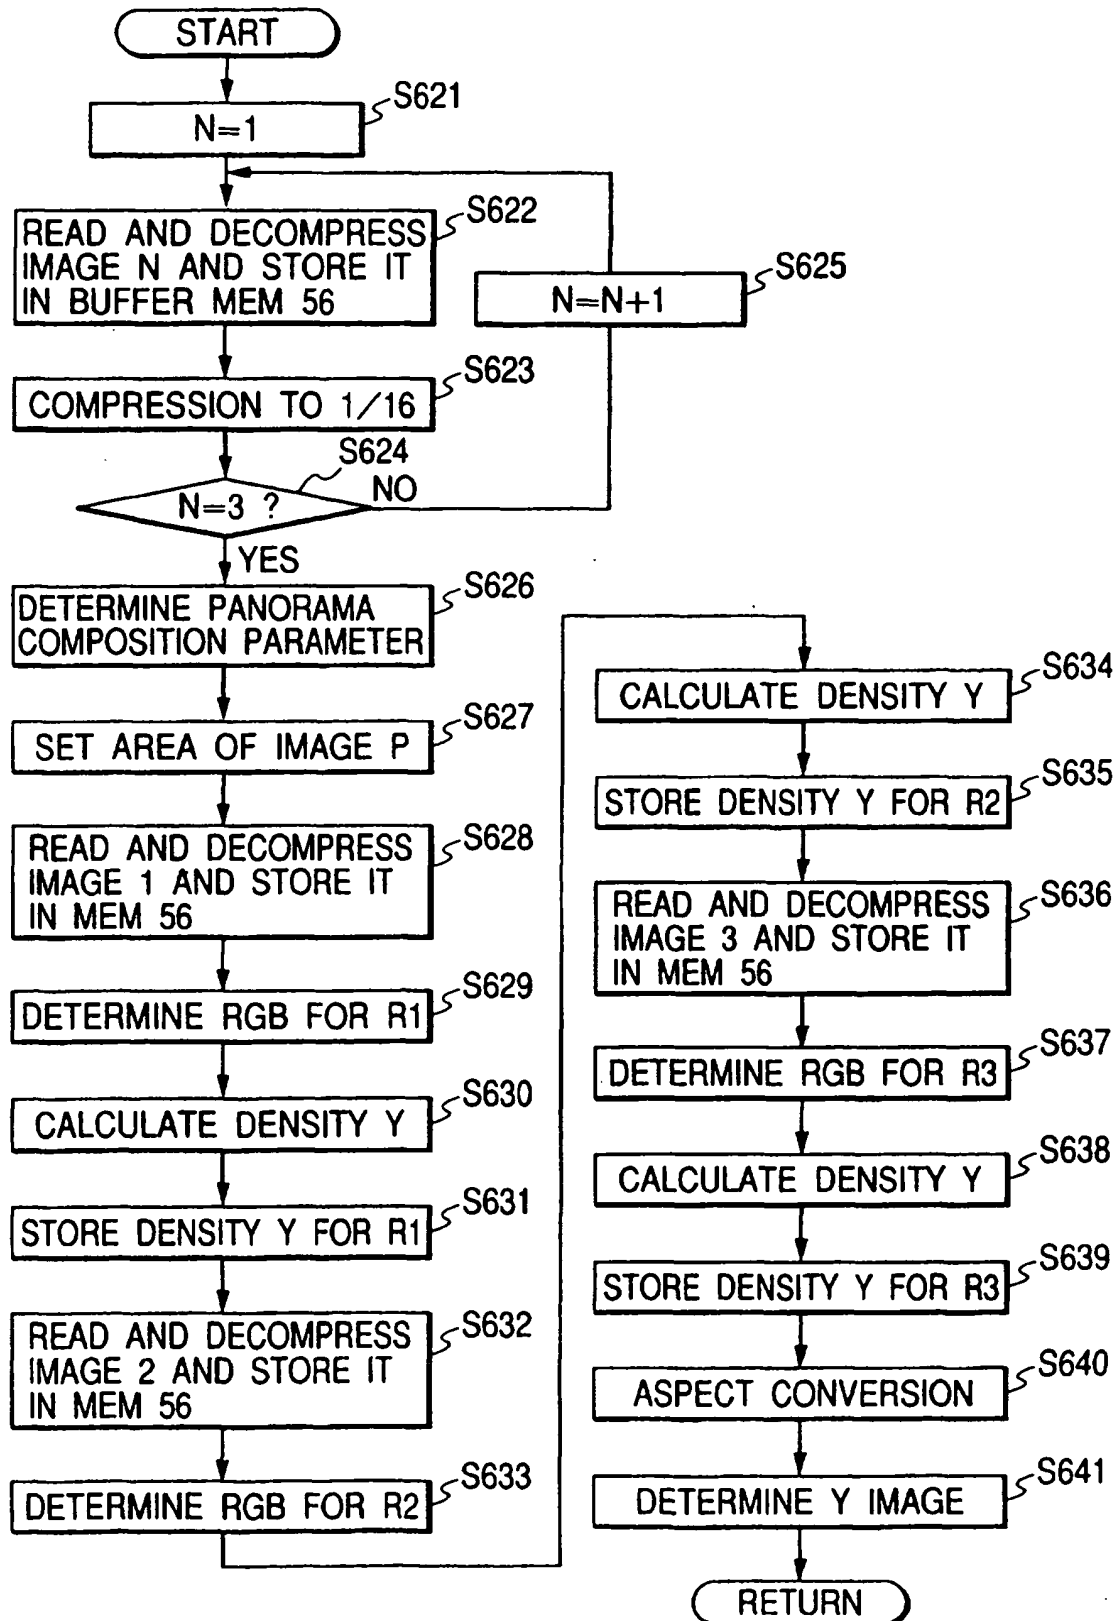 START
S621
N=1
S622
READ AND DECOMPRESS
IMAGE N AND STORE IT
IN BUFFER MEM 56
S625
N=N+1
S623
COMPRESSION TO 1/16
S624
N=3 ?
NO
YES
S626
DETERMINE PANORAMA
COMPOSITION PARAMETER
S627
SET AREA OF IMAGE P
S628
READ AND DECOMPRESS
IMAGE 1 AND STORE IT
IN MEM 56
S629
DETERMINE RGB FOR R1
S630
CALCULATE DENSITY Y
S631
STORE DENSITY Y FOR R1
S632
READ AND DECOMPRESS
IMAGE 2 AND STORE IT
IN MEM 56
S633
DETERMINE RGB FOR R2
S634
CALCULATE DENSITY Y
S635
STORE DENSITY Y FOR R2
S636
READ AND DECOMPRESS
IMAGE 3 AND STORE IT
IN MEM 56
S637
DETERMINE RGB FOR R3
S638
CALCULATE DENSITY Y
S639
STORE DENSITY Y FOR R3
S640
ASPECT CONVERSION
S641
DETERMINE Y IMAGE
RETURN